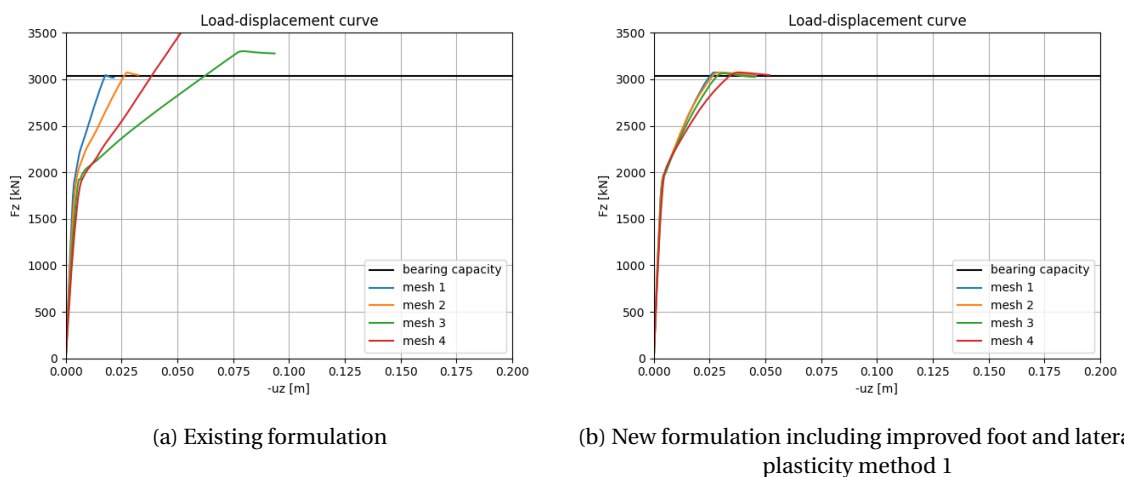 Load-displacement curve
3500
3000
2500
2000
1500
1000
500
0
Fz [kN]
0.000 0.025 0.050 0.075 0.100 0.125 0.150 0.175 0.200
-uz [m]
bearing capacity
mesh 1
mesh 2
mesh 3
mesh 4
(a) Existing formulation
Load-displacement curve
3500
3000
2500
2000
1500
1000
500
0
Fz [kN]
0.000 0.025 0.050 0.075 0.100 0.125 0.150 0.175 0.200
-uz [m]
bearing capacity
mesh 1
mesh 2
mesh 3
mesh 4
(b) New formulation including improved foot and latera
plasticity method 1